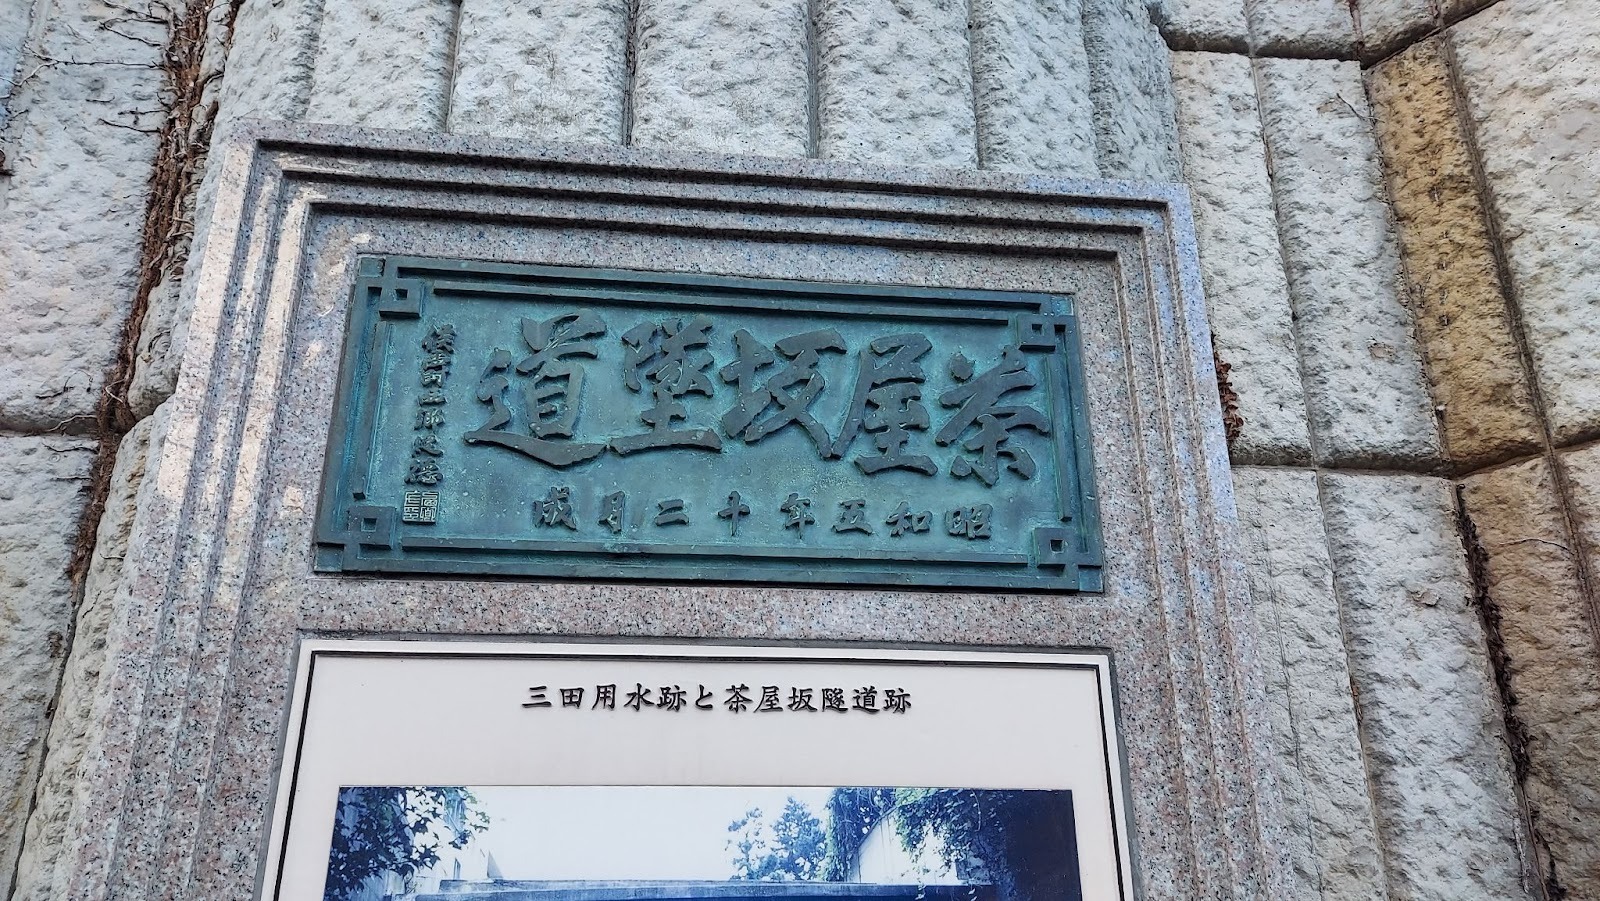 茶屋坂墜道
昭和五年十二月成
三田用水跡と茶屋坂隧道跡